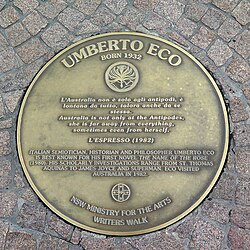 UMBERTO ECO
BORN 1932
L'Australia non è solo agli antipodi, è
lontana da tutto, talora anche da se
stessa.
Australia is not only at the Antipodes,
she is far away from everything,
sometimes even from herself.
L'ESPRESSO (1982)
ITALIAN SEMIOTICIAN, HISTORIAN AND PHILOSOPHER UMBERTO ECO
IS BEST KNOWN FOR HIS FIRST NOVEL THE NAME OF THE ROSE
(1980). HIS SCHOLARLY INVESTIGATIONS RANGE FROM ST. THOMAS
AQUINAS TO JAMES JOYCE AND SUPERMAN. ECO VISITED
AUSTRALIA IN 1982
NSW MINISTRY FOR THE ARTS
WRITERS WALK